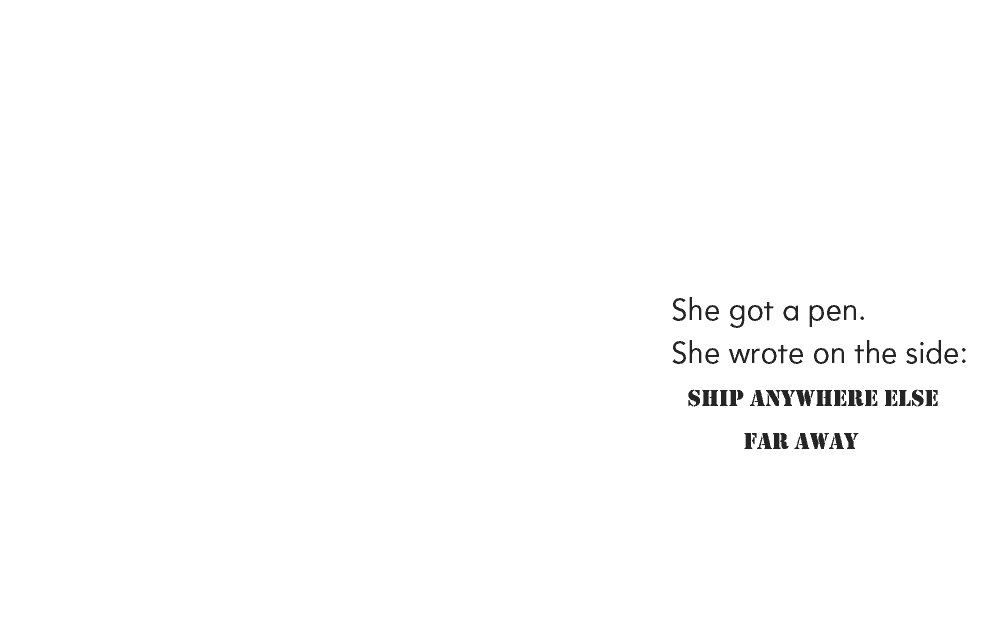 She got a pen.
She wrote on the side:
SHIP ANYWHERE ELSE
FAR AWAY